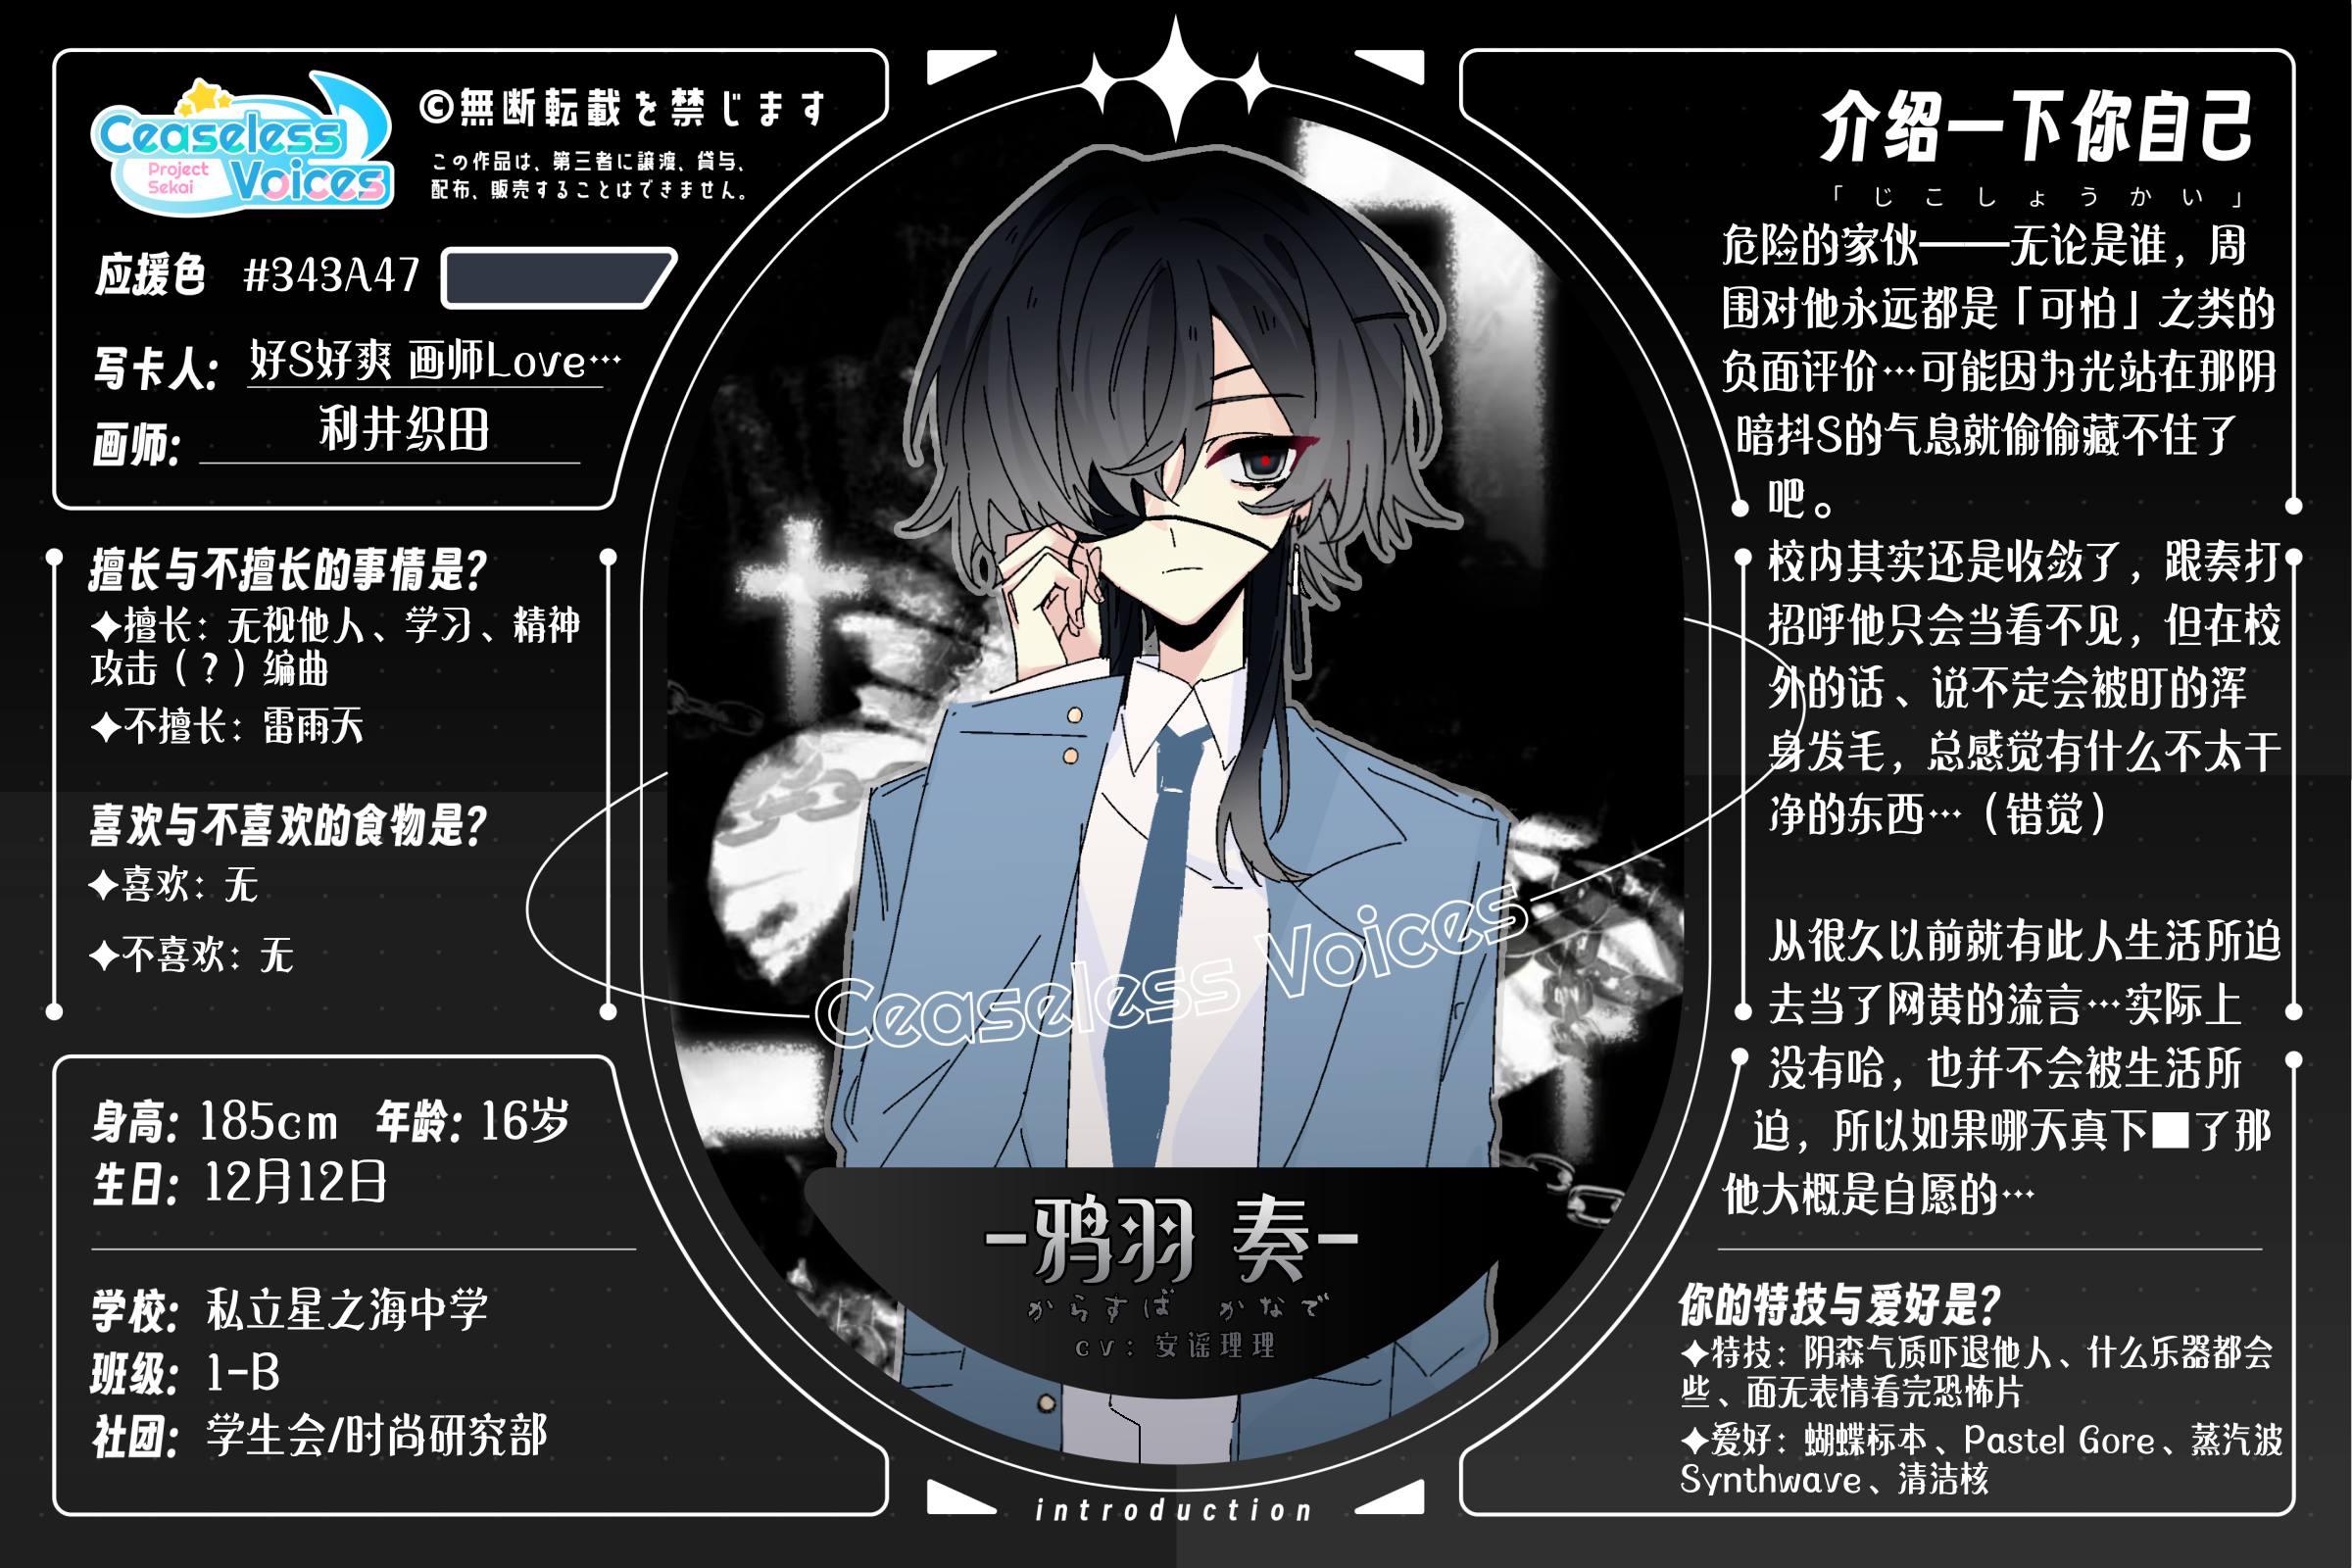 Ceaseless
Project
Sekai
Voices
©無断転載を禁じます
この作品は、第三者に譲渡、貸与、
配布、販売することはできません。
应援色 #343A47
写卡人: 好S好爽 画师Love…
画师: 利井织田
擅长与不擅长的事情是?
✦擅长: 无视他人、学习、精神
攻击（?）编曲
✦不擅长: 雷雨天
喜欢与不喜欢的食物是?
✦喜欢: 无
✦不喜欢: 无
身高: 185cm 年龄: 16岁
生日: 12月12日
学校: 私立星之海中学
班级: 1-B
社团: 学生会/时尚研究部
Ceaseless Voices
-鸦羽 奏-
からすば かなで
cv: 安谣理理
introduction
介绍一下你自己
「じこしょうかい」
危险的家伙——无论是谁，周
围对他永远都是「可怕」之类的
负面评价…可能因为光站在那阴
暗抖S的气息就偷偷藏不住了
吧。
校内其实还是收敛了，跟奏打
招呼他只会当看不见，但在校
外的话、说不定会被盯的浑
身发毛，总感觉有什么不太干
净的东西…（错觉）
从很久以前就有此人生活所迫
去当了网黄的流言…实际上
没有哈，也并不会被生活所
迫，所以如果哪天真下■了那
他大概是自愿的…
你的特技与爱好是?
✦特技: 阴森气质吓退他人、什么乐器都会
些、面无表情看完恐怖片
✦爱好: 蝴蝶标本、Pastel Gore、蒸汽波
Synthwave、清洁核